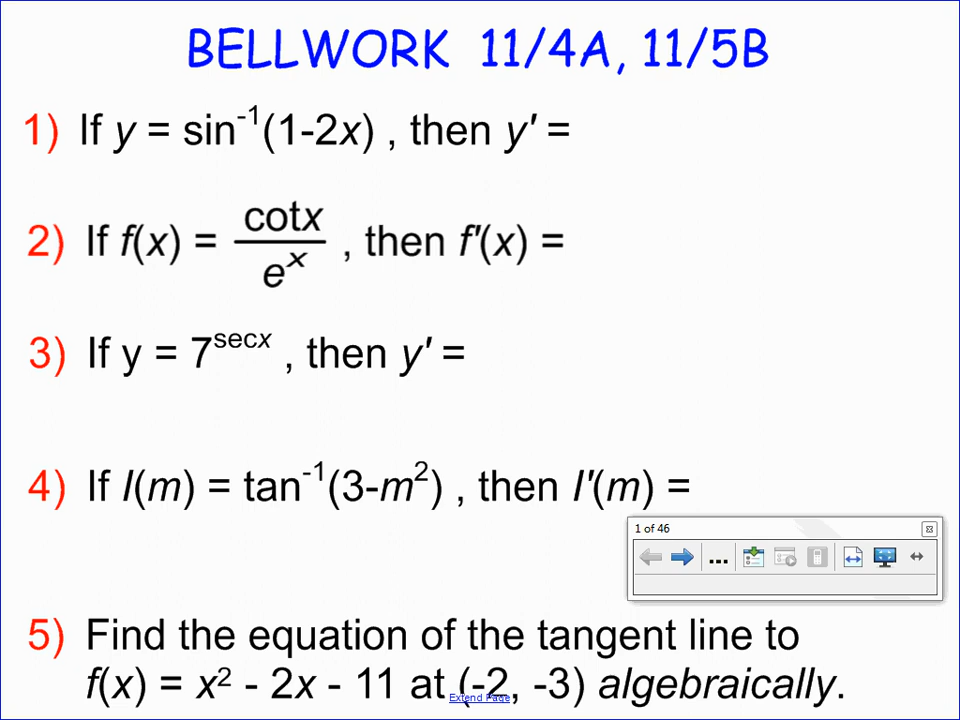 BELLWORK 11/4A, 11/5B
1) If y = sin⁻¹(1-2x) , then y' =
2) If f(x) = cotx/eˣ , then f'(x) =
3) If y = 7^secx , then y' =
4) If I(m) = tan⁻¹(3-m²) , then I'(m) =
1 of 46
5) Find the equation of the tangent line to
f(x) = x² - 2x - 11 at (-2, -3) algebraically.
Extend Page